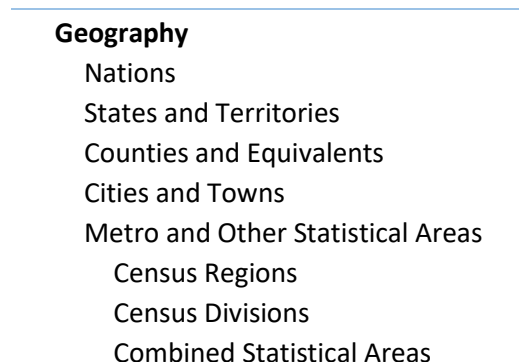 Geography
Nations
States and Territories
Counties and Equivalents
Cities and Towns
Metro and Other Statistical Areas
Census Regions
Census Divisions
Combined Statistical Areas